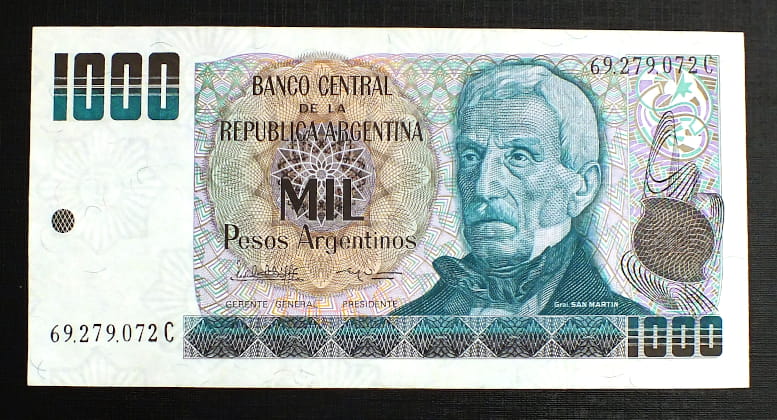 1000
69.279.072 C
BANCO CENTRAL
DE LA
REPUBLICA ARGENTINA
MIL
Pesos Argentinos
GERENTE GENERAL PRESIDENTE
Gral. SAN MARTIN
69.279.072 C
1000